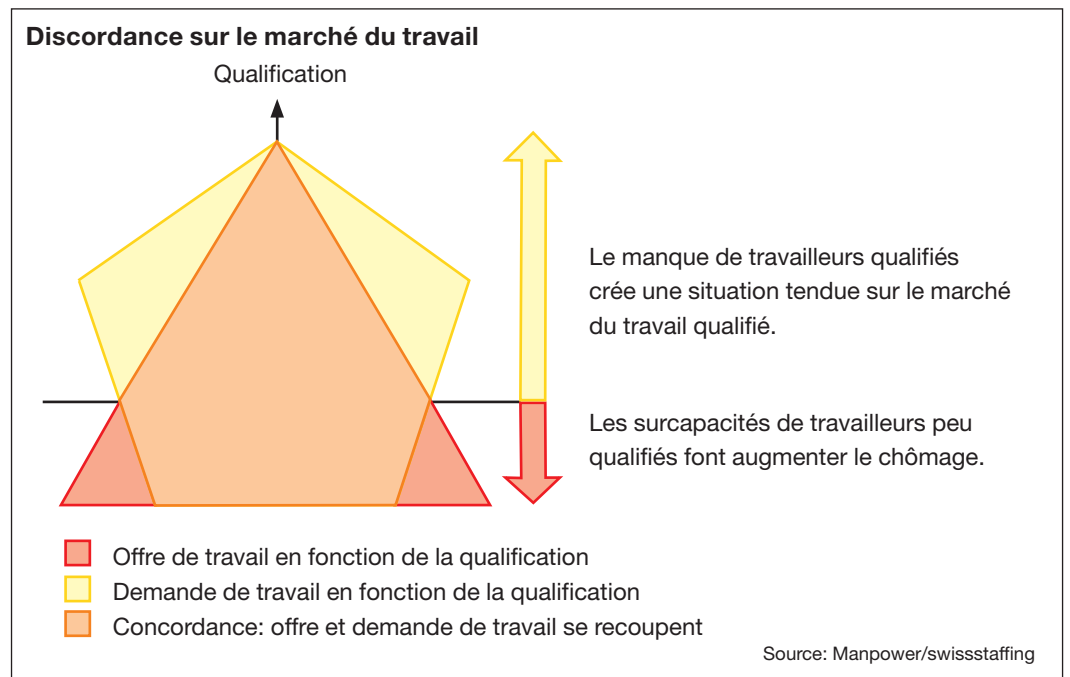 Discordance sur le marché du travail
Qualification
Le manque de travailleurs qualifiés
crée une situation tendue sur le marché
du travail qualifié.
Les surcapacités de travailleurs peu
qualifiés font augmenter le chômage.
Offre de travail en fonction de la qualification
Demande de travail en fonction de la qualification
Concordance: offre et demande de travail se recoupent
Source: Manpower/swissstaffing